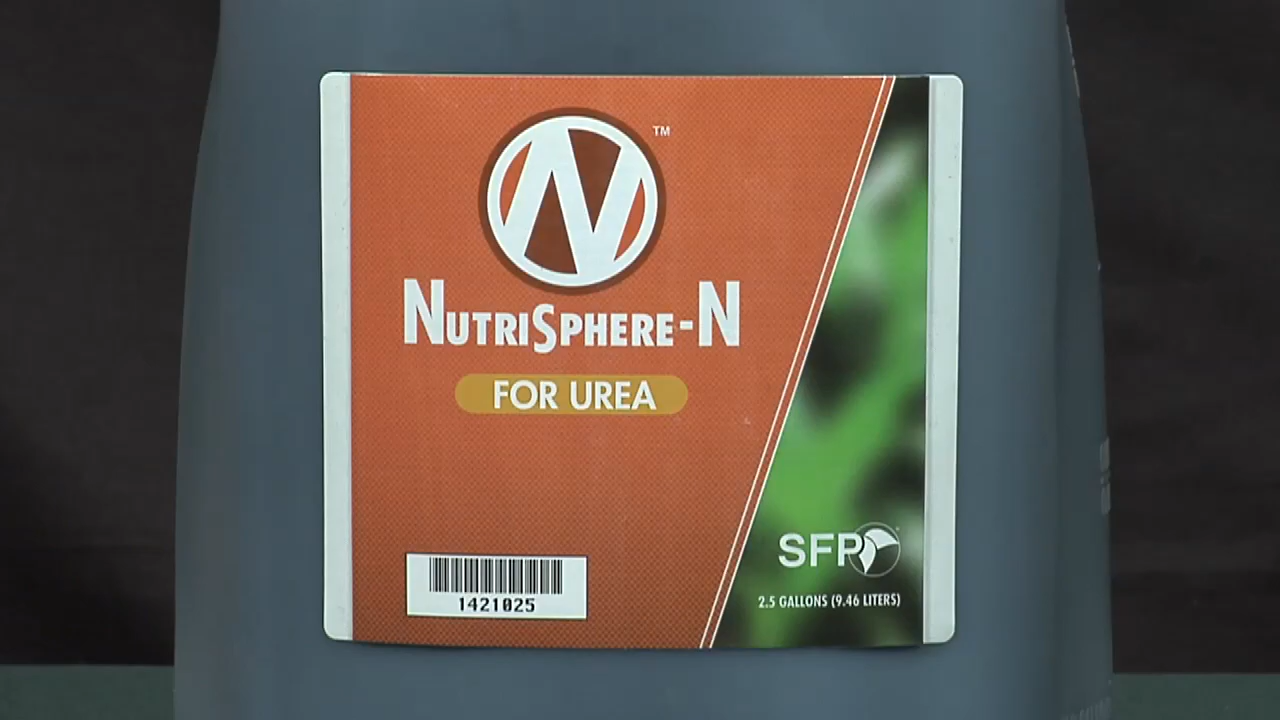 N
TM
NUTRISPHERE-N
FOR UREA
1421025
SFP
2.5 GALLONS (9.46 LITERS)